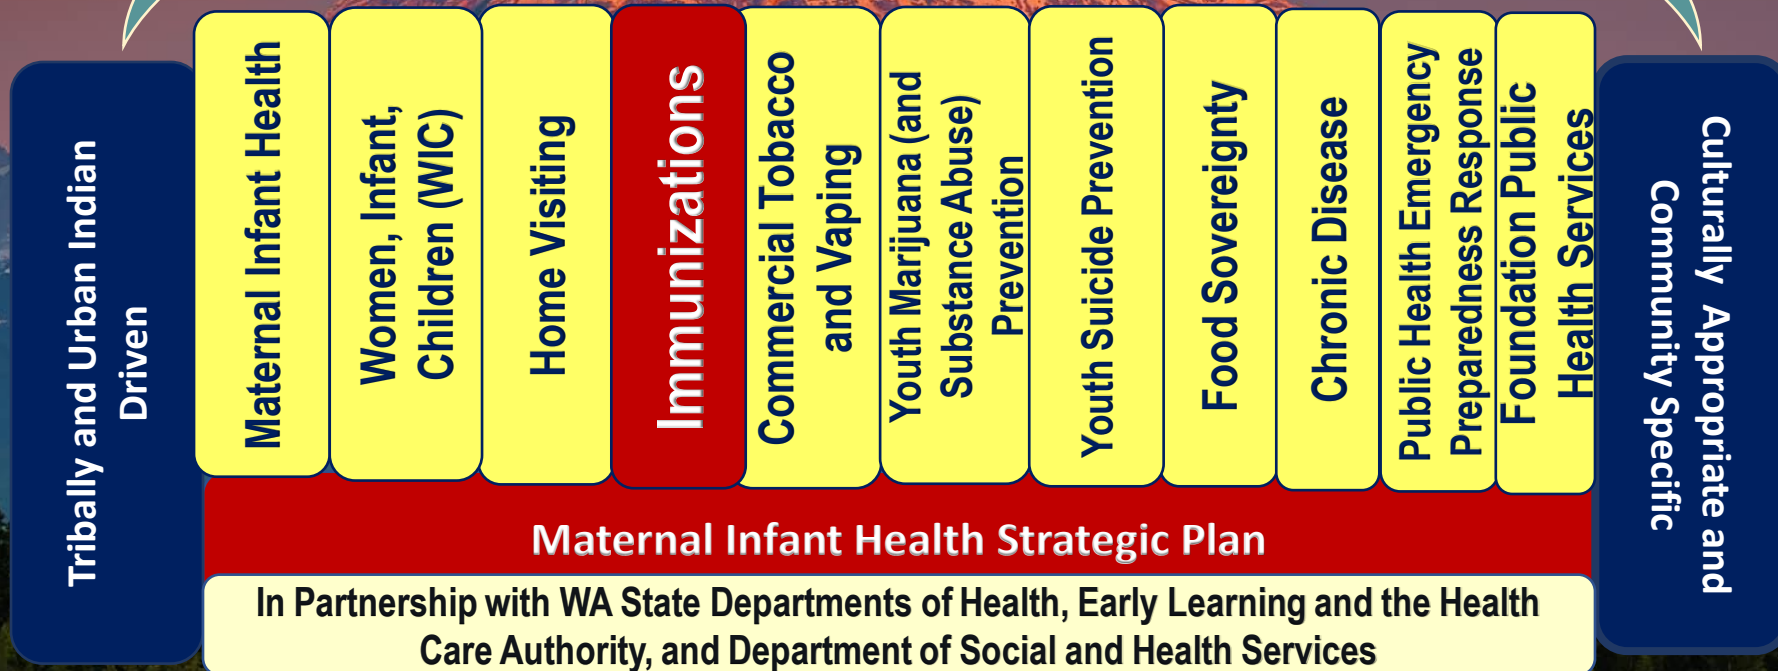 Tribally and Urban Indian
Driven
Maternal Infant Health
Women, Infant,
Children (WIC)
Home Visiting
Immunizations
Commercial Tobacco
and Vaping
Youth Marijuana (and
Substance Abuse)
Prevention
Youth Suicide Prevention
Food Sovereignty
Chronic Disease
Public Health Emergency
Preparedness Response
Foundation Public
Health Services
Culturally Appropriate and
Community Specific
Maternal Infant Health Strategic Plan
In Partnership with WA State Departments of Health, Early Learning and the Health
Care Authority, and Department of Social and Health Services